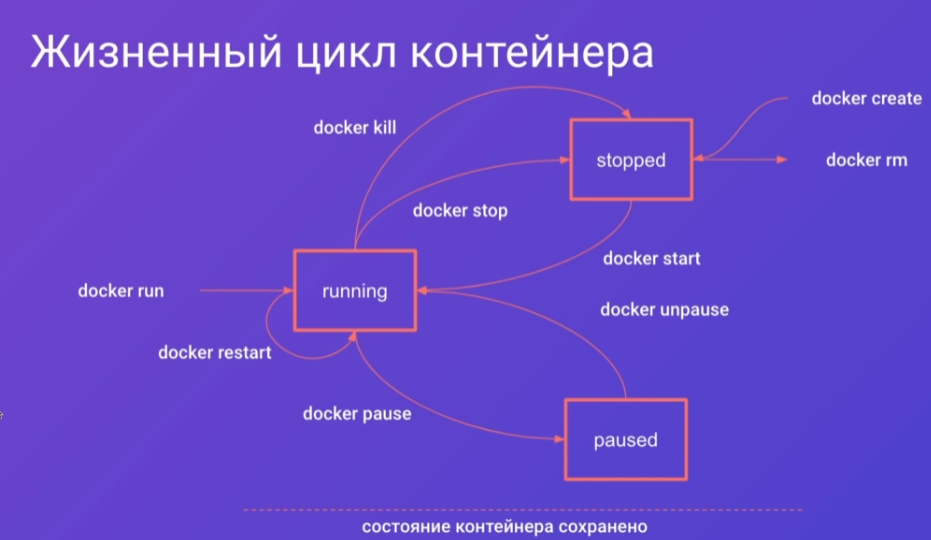 Жизненный цикл контейнера
docker kill
docker create
stopped
docker rm
docker stop
docker start
docker run
running
docker unpause
docker restart
docker pause
paused
состояние контейнера сохранено